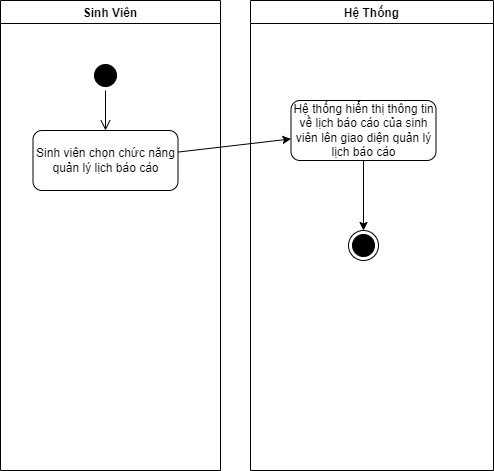 Sinh Viên
Hệ Thống
Sinh viên chọn chức năng
quản lý lịch báo cáo
Hệ thống hiển thị thông tin
về lịch báo cáo của sinh
viên lên giao diện quản lý
lịch báo cáo